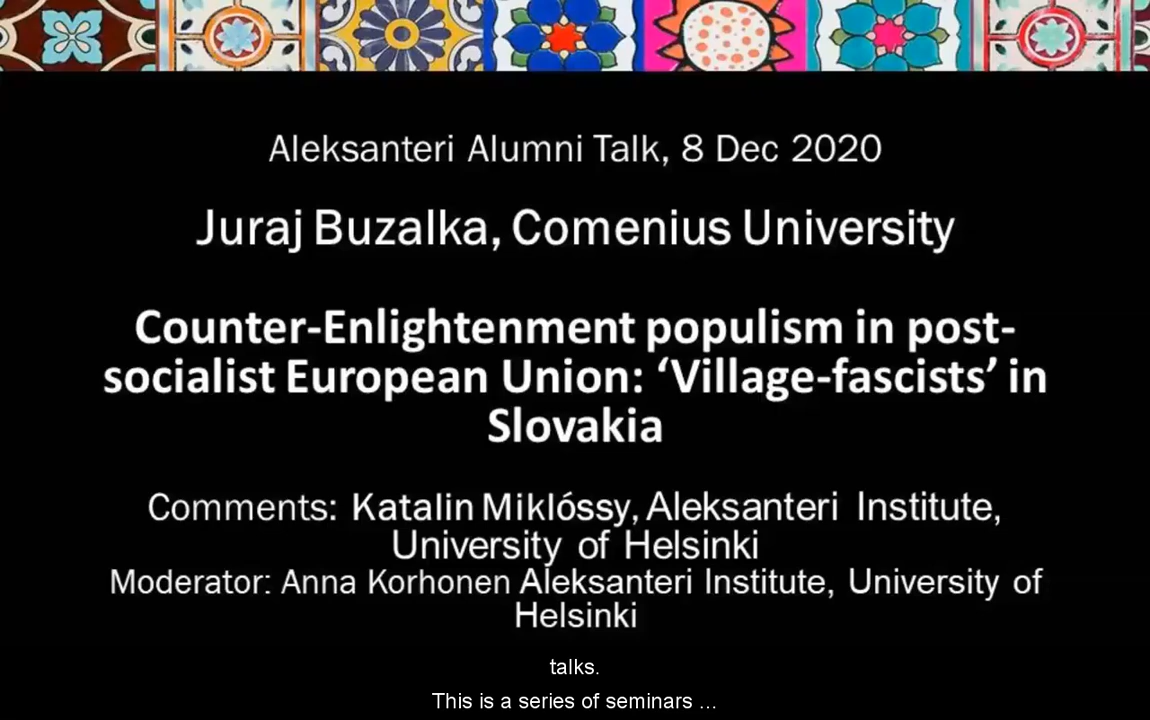 Aleksanteri Alumni Talk, 8 Dec 2020
Juraj Buzalka, Comenius University
Counter-Enlightenment populism in post-
socialist European Union: ‘Village-fascists’ in
Slovakia
Comments: Katalin Miklóssy, Aleksanteri Institute,
University of Helsinki
Moderator: Anna Korhonen Aleksanteri Institute, University of
Helsinki
talks.
This is a series of seminars ...